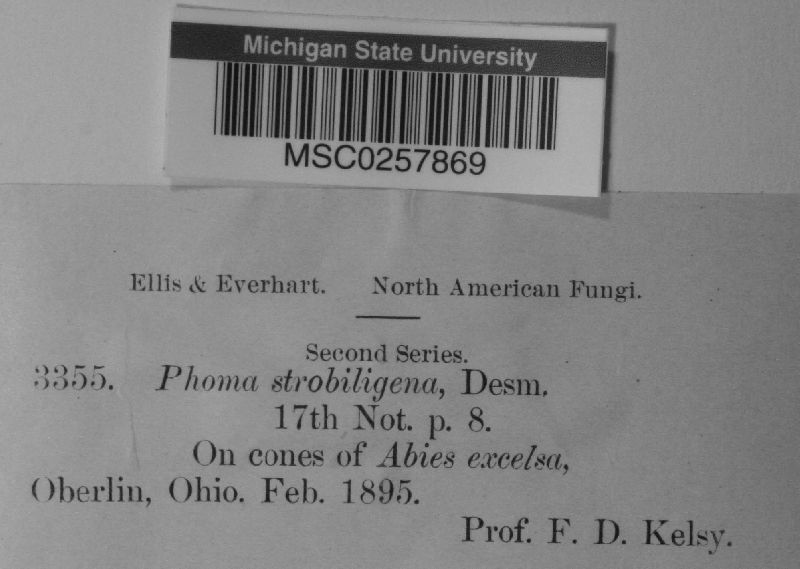 Michigan State University
MSC0257869
Ellis & Everhart. North American Fungi.
Second Series.
3355. Phoma strobiligena, Desm.
17th Not. p. 8.
On cones of Abies excelsa,
Oberlin, Ohio. Feb. 1895.
Prof. F. D. Kelsy.